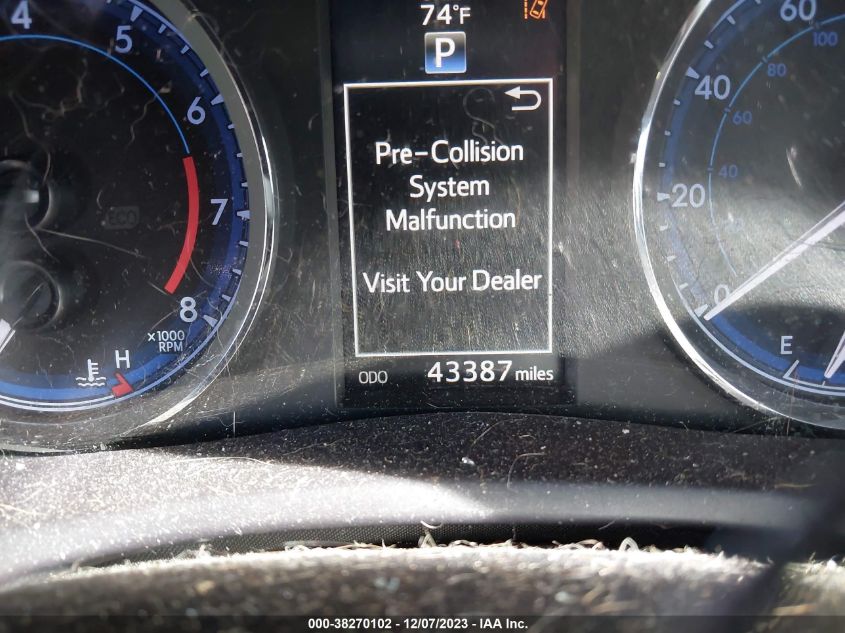 74°F
P
Pre-Collision
System
Malfunction
Visit Your Dealer
ODO 43387 miles
4
5
6
7
8
x1000
RPM
ECO
H
60
40
20
0
100
80
60
40
E
000-38270102 - 12/07/2023 - IAA Inc.